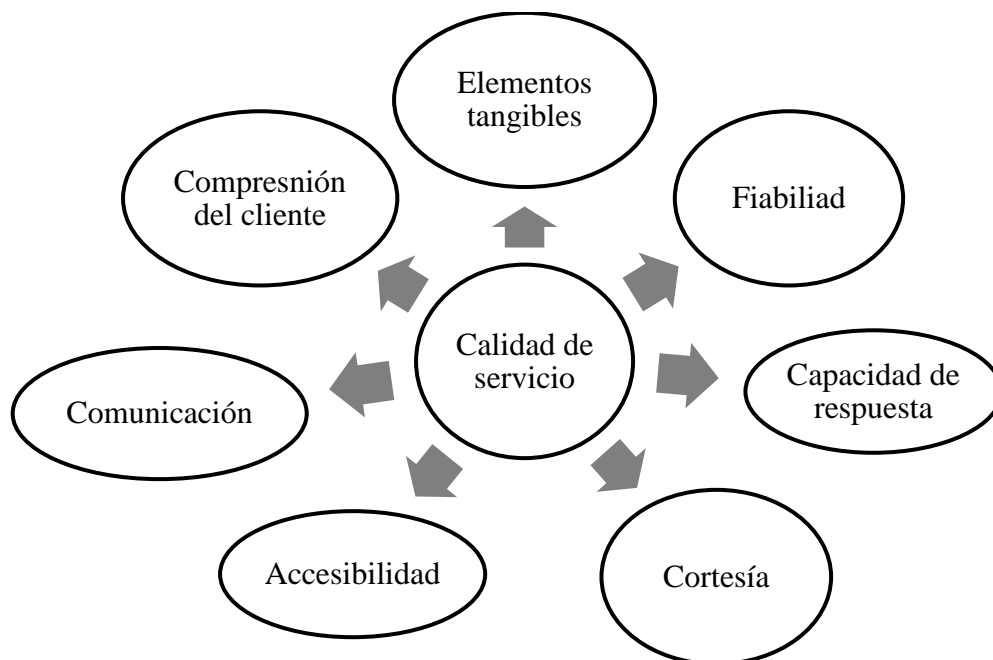 Elementos
tangibles
Compresnión
del cliente
Fiabiliad
Calidad de
servicio
Capacidad de
respuesta
Comunicación
Accesibilidad
Cortesía